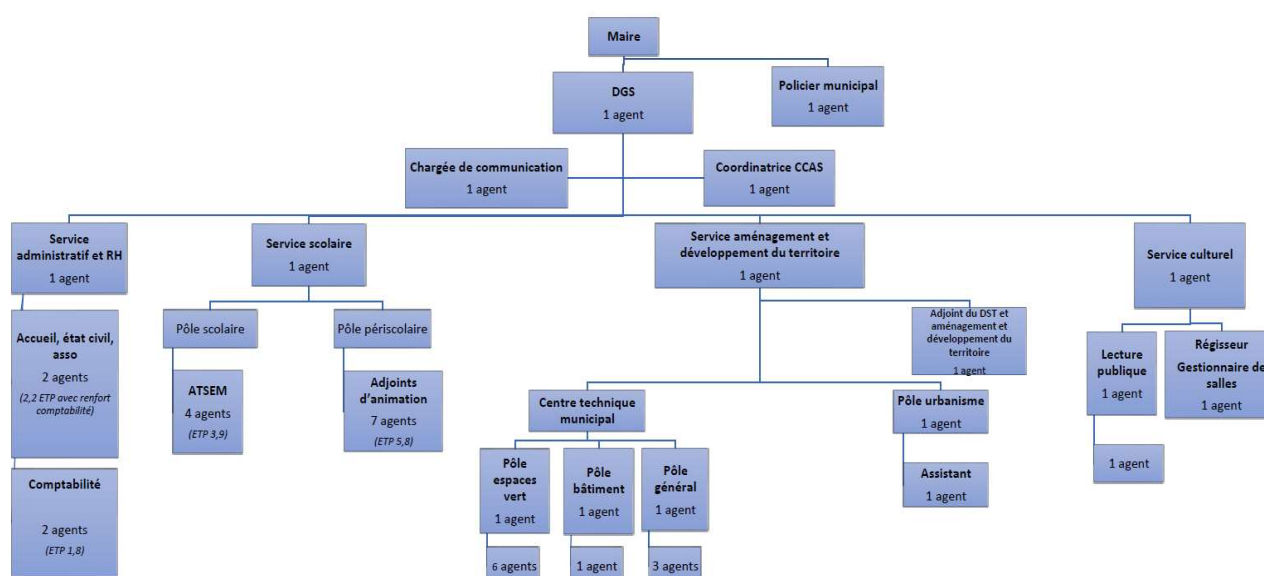 Maire
DGS
1 agent
Policier municipal
1 agent
Chargée de communication
1 agent
Coordinatrice CCAS
1 agent
Service
administratif et RH
1 agent
Accueil, état civil,
asso
2 agents
(2,2 ETP avec renfort
comptabilité)
Comptabilité
2 agents
(ETP 1,8)
Service scolaire
1 agent
Pôle scolaire
ATSEM
4 agents
(ETP 3,9)
Pôle périscolaire
Adjoints
d'animation
7 agents
(ETP 5,8)
Service aménagement et
développement du territoire
1 agent
Adjoint du DST et
aménagement et
développement du
territoire
1 agent
Centre technique
municipal
Pôle
espaces
vert
1 agent
6 agents
Pôle
bâtiment
1 agent
1 agent
Pôle
général
1 agent
3 agents
Pôle urbanisme
1 agent
Assistant
1 agent
Service culturel
1 agent
Lecture
publique
1 agent
1 agent
Régisseur
Gestionnaire de
salles
1 agent